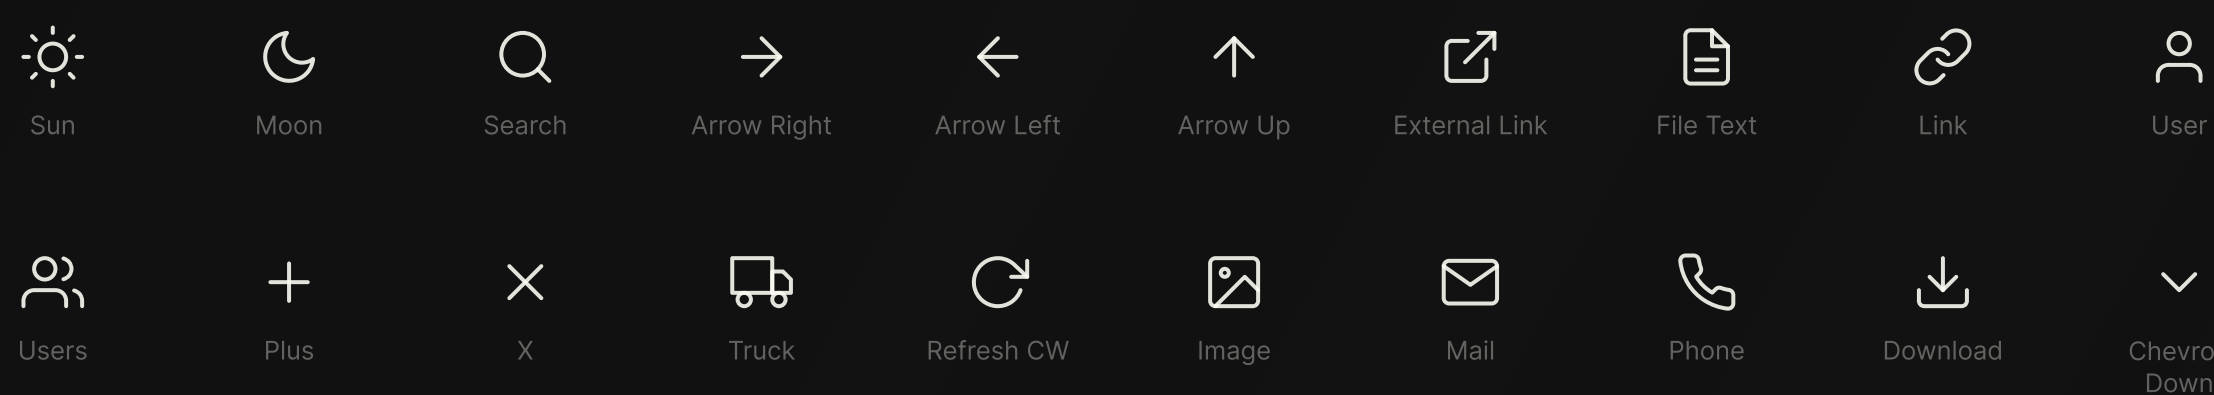 Sun
Moon
Search
Arrow Right
Arrow Left
Arrow Up
External Link
File Text
Link
User
Users
Plus
X
Truck
Refresh CW
Image
Mail
Phone
Download
Chevro
Down